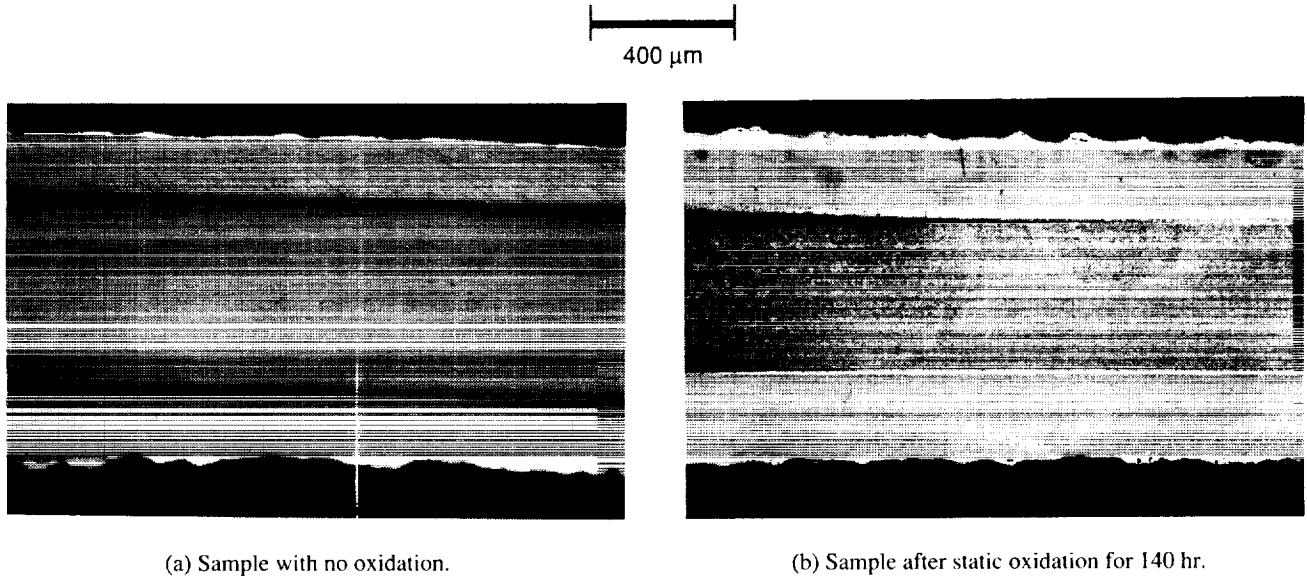 400 µm
(a) Sample with no oxidation.
(b) Sample after static oxidation for 140 hr.